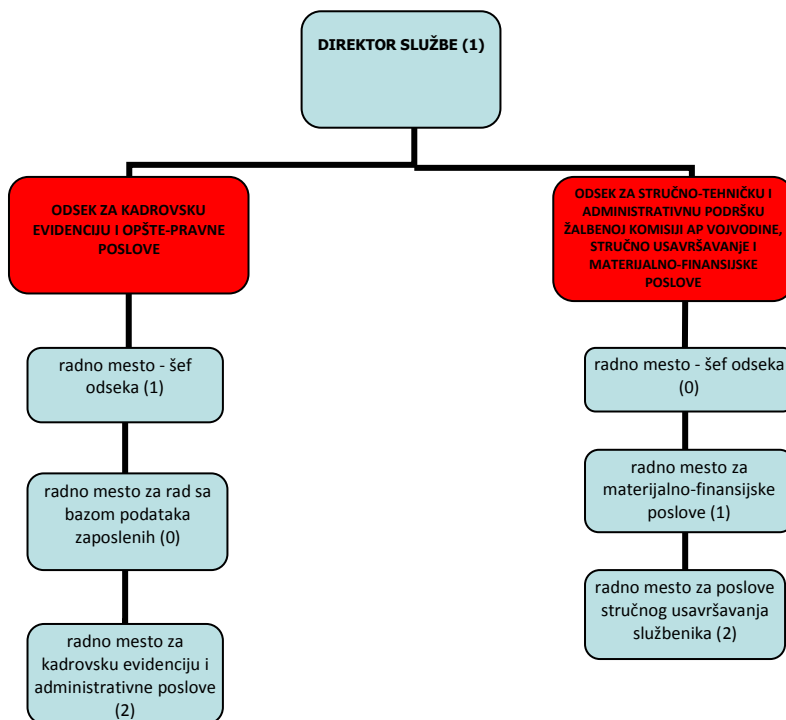 DIREKTOR SLUŽBE (1)
ODSEK ZA KADROVSKU
EVIDENCIJU I OPŠTE-PRAVNE
POSLOVE
radno mesto - šef
odseka (1)
radno mesto za rad sa
bazom podataka
zaposlenih (0)
radno mesto za
kadrovsku evidenciju i
administrativne poslove
(2)
ODSEK ZA STRUČNO-TEHNIČKU I
ADMINISTRATIVNU PODRŠKU
ŽALBENOJ KOMISIJI AP VOJVODINE,
STRUČNO USAVRŠAVANjE I
MATERIJALNO-FINANSIJSKE
POSLOVE
radno mesto - šef odseka
(0)
radno mesto za
materijalno-finansijske
poslove (1)
radno mesto za poslove
stručnog usavršavanja
službenika (2)